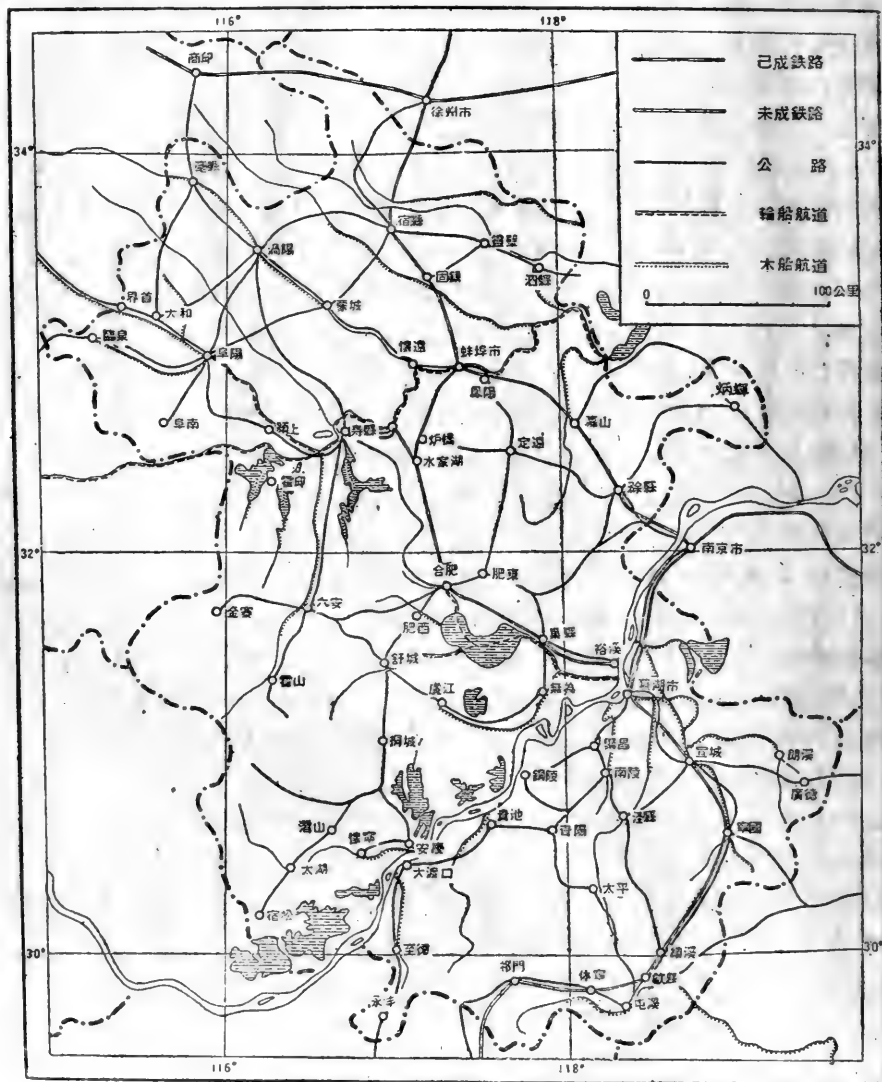 116°
118°
已成鉄路
未成鉄路
公 路
輪船航道
木船航道
0 100公里
34°
34°
商邱
徐州市
亳縣
宿縣
靈璧
渦陽
泗縣
固鎮
界首
太和
蒙城
臨泉
懷遠
蚌埠市
阜陽
鳳陽
炳輝
阜南
潁上
嘉山
壽縣
炉橋
定遠
水家湖
霍邱
滁縣
32°
32°
南京市
合肥
肥東
金寨
六安
肥西
巢縣
裕溪
舒城
霍山
廬江
無為
蕪湖市
桐城
繁昌
宣城
郎溪
銅陵
南陵
廣德
潛山
懷寧
安慶
貴池
青陽
涇縣
寧國
太湖
大渡口
太平
宿松
30°
30°
至德
績溪
祁門
休寧
歙縣
屯溪
116°
118°